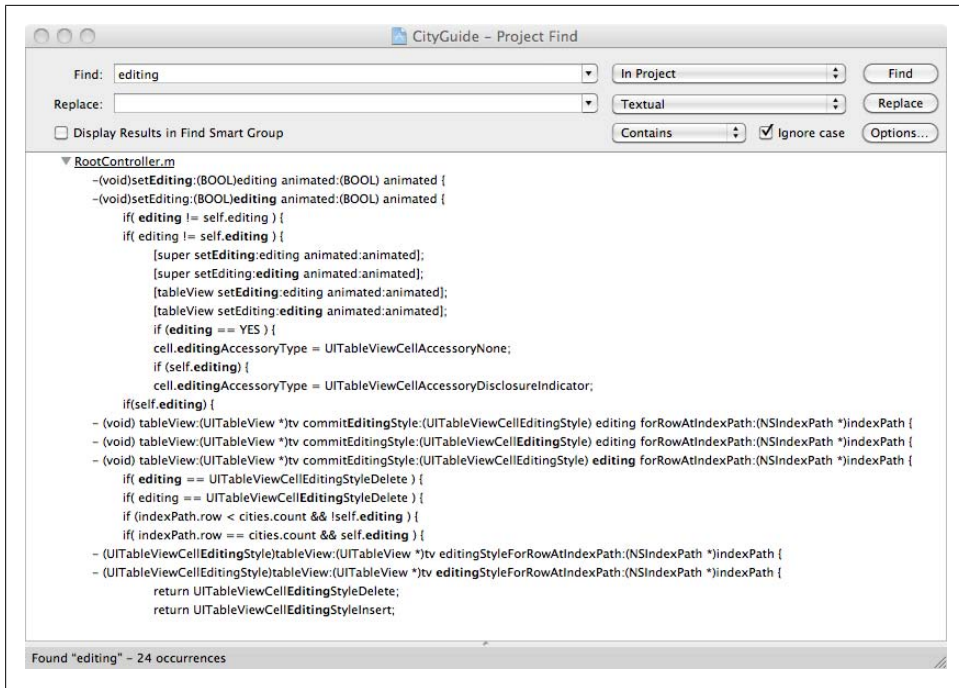 CityGuide – Project Find
Find: editing In Project Find
Replace: Textual Replace
Display Results in Find Smart Group Contains Ignore case Options...
RootController.m
-(void)setEditing:(BOOL)editing animated:(BOOL) animated {
-(void)setEditing:(BOOL)editing animated:(BOOL) animated {
if( editing != self.editing ) {
if( editing != self.editing ) {
[super setEditing:editing animated:animated];
[super setEditing:editing animated:animated];
[tableView setEditing:editing animated:animated];
[tableView setEditing:editing animated:animated];
if (editing == YES ) {
cell.editingAccessoryType = UITableViewCellAccessoryNone;
if (self.editing) {
cell.editingAccessoryType = UITableViewCellAccessoryDisclosureIndicator;
if(self.editing) {
- (void) tableView:(UITableView *)tv commitEditingStyle:(UITableViewCellEditingStyle) editing forRowAtIndexPath:(NSIndexPath *)indexPath {
- (void) tableView:(UITableView *)tv commitEditingStyle:(UITableViewCellEditingStyle) editing forRowAtIndexPath:(NSIndexPath *)indexPath {
- (void) tableView:(UITableView *)tv commitEditingStyle:(UITableViewCellEditingStyle) editing forRowAtIndexPath:(NSIndexPath *)indexPath {
if( editing == UITableViewCellEditingStyleDelete ) {
if( editing == UITableViewCellEditingStyleDelete ) {
if (indexPath.row < cities.count && !self.editing ) {
if( indexPath.row == cities.count && self.editing ) {
- (UITableViewCellEditingStyle)tableView:(UITableView *)tv editingStyleForRowAtIndexPath:(NSIndexPath *)indexPath {
- (UITableViewCellEditingStyle)tableView:(UITableView *)tv editingStyleForRowAtIndexPath:(NSIndexPath *)indexPath {
return UITableViewCellEditingStyleDelete;
return UITableViewCellEditingStyleInsert;
Found "editing" – 24 occurrences